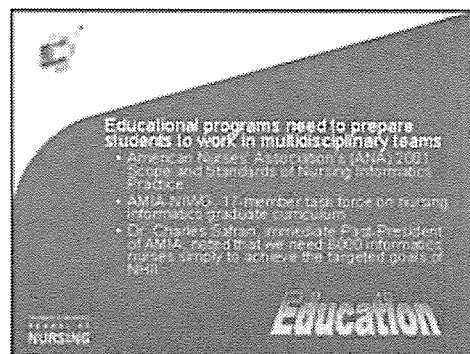 Educational programs need to prepare
students to work in multidisciplinary teams
• American Nurses Association's (ANA) 2001
Scope and Standards of Nursing Informatics
Practice
• AMIA-NIWG, 17-member task force on nursing
informatics graduate curriculum
• Dr. Charles Safran, Immediate Past-President
of AMIA, noted that we need 6000 informatics
nurses simply to achieve the targeted goals of
NHII
Education
NURSING